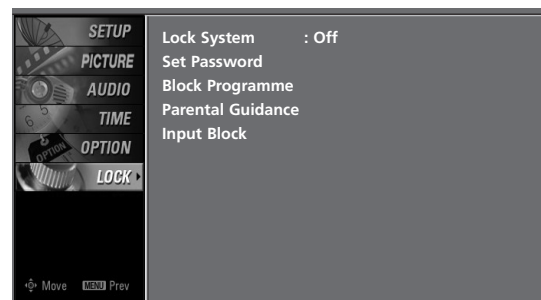 SETUP
PICTURE
AUDIO
TIME
OPTION
OPTION
LOCK
Move MENU Prev
Lock System : Off
Set Password
Block Programme
Parental Guidance
Input Block